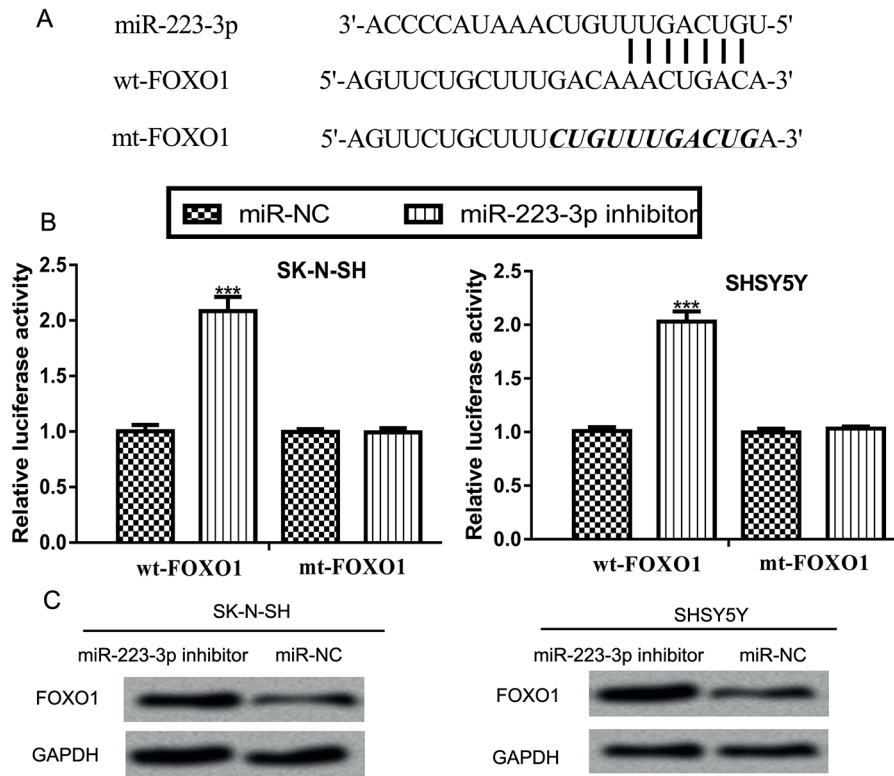 A
miR-223-3p 3'-ACCCCAUAAACUGUUUGACUGU-5'
wt-FOXO1 5'-AGUUCUGCUUUGACAAACUGACA-3'
mt-FOXO1 5'-AGUUCUGCUUUCUGUUUGACUGA-3'
B
miR-NC miR-223-3p inhibitor
Relative luciferase activity
SK-N-SH
2.5
2.0
1.5
1.0
0.5
0.0
***
wt-FOXO1 mt-FOXO1
Relative luciferase activity
SHSY5Y
2.5
2.0
1.5
1.0
0.5
0.0
***
wt-FOXO1 mt-FOXO1
C
SK-N-SH
miR-223-3p inhibitor miR-NC
FOXO1
GAPDH
SHSY5Y
miR-223-3p inhibitor miR-NC
FOXO1
GAPDH